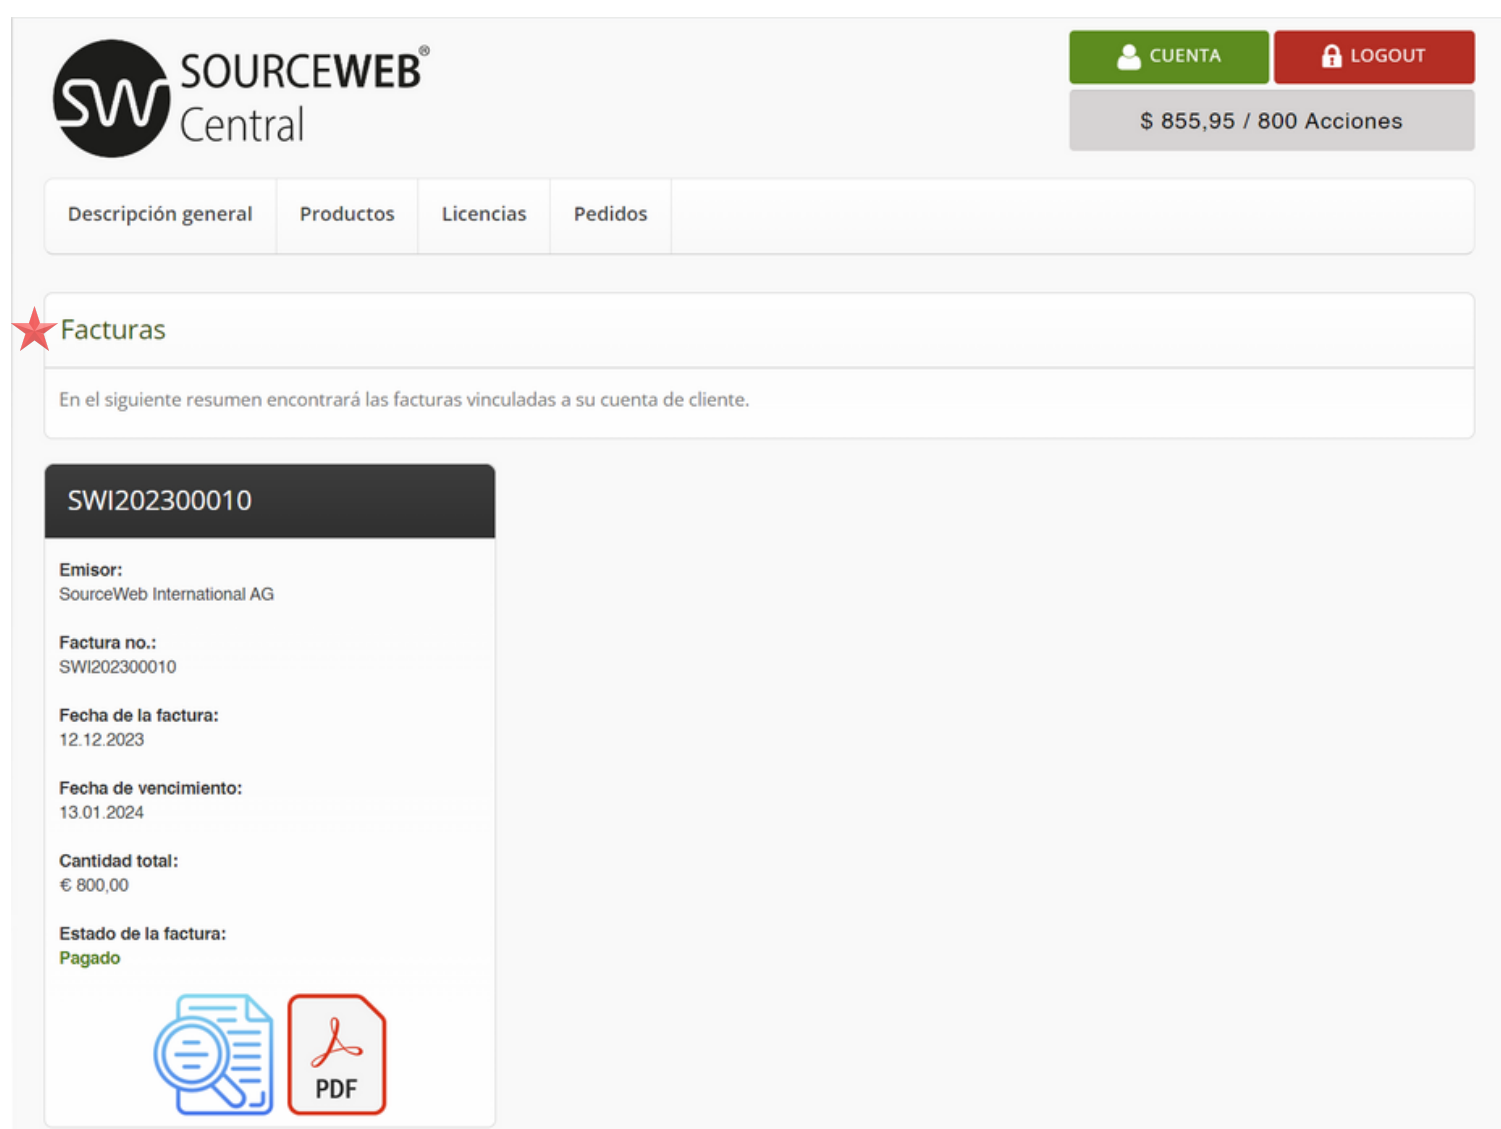 SW SOURCEWEB®
Central
CUENTA
LOGOUT
$ 855,95 / 800 Acciones
Descripción general
Productos
Licencias
Pedidos
Facturas
En el siguiente resumen encontrará las facturas vinculadas a su cuenta de cliente.
SWI202300010
Emisor:
SourceWeb International AG
Factura no.:
SWI202300010
Fecha de la factura:
12.12.2023
Fecha de vencimiento:
13.01.2024
Cantidad total:
€ 800,00
Estado de la factura:
Pagado
PDF